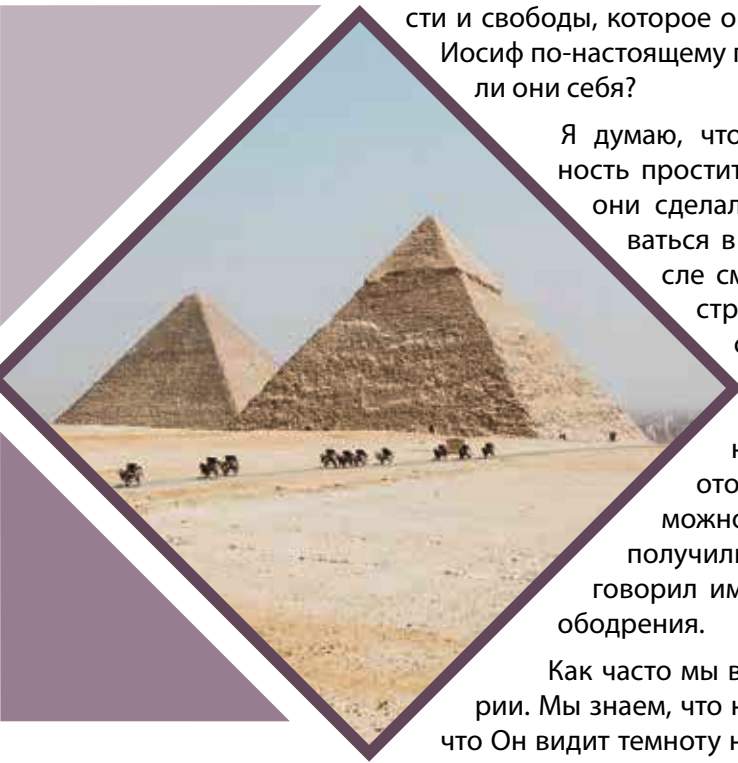 сти и свободы, которое о
Иосиф по-настоящему
ли они себя?
Я думаю, что
ность простит
они сделал
ваться в
сле см
стр
ото
можно
получил
говорил им
ободрения.
Как часто мы в
рии. Мы знаем, что н
что Он видит темноту н